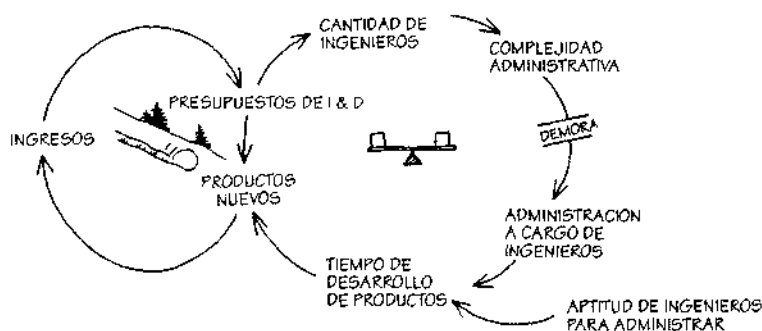 CANTIDAD DE
INGENIEROS
COMPLEJIDAD
ADMINISTRATIVA
PRESUPUESTOS DE I & D
INGRESOS
DEMORA
PRODUCTOS
NUEVOS
ADMINISTRACION
A CARGO DE
INGENIEROS
TIEMPO DE
DESARROLLO
DE PRODUCTOS
APTITUD DE INGENIEROS
PARA ADMINISTRAR